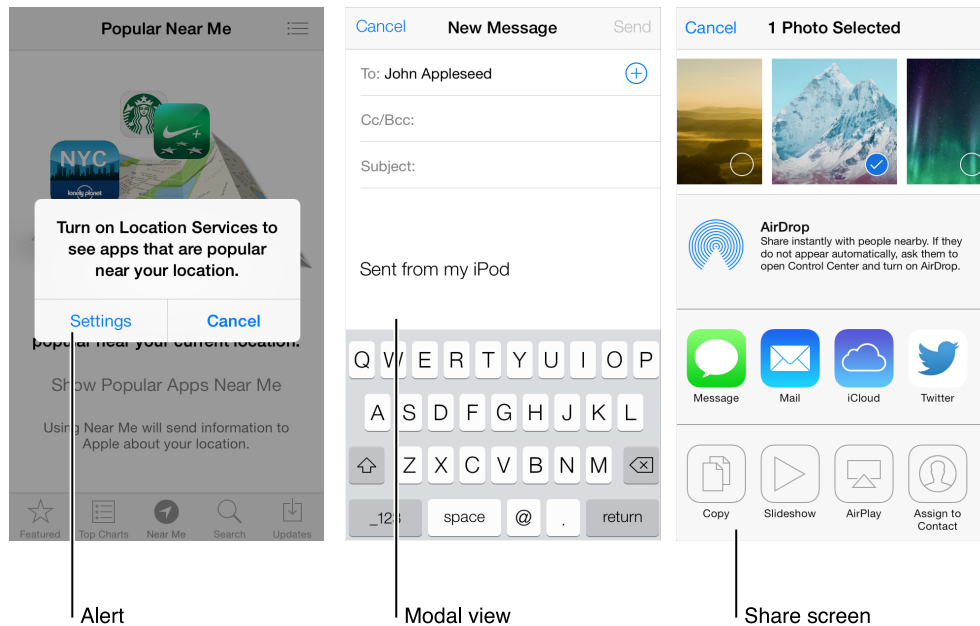 Popular Near Me
NYC
lonely planet
Turn on Location Services to
see apps that are popular
near your location.
Settings
Cancel
popular near your current location.
Show Popular Apps Near Me
Using Near Me will send information to
Apple about your location.
Featured
Top Charts
Near Me
Search
Updates
Alert
Cancel
New Message
Send
To: John Appleseed
Cc/Bcc:
Subject:
Sent from my iPod
Q W E R T Y U I O P
A S D F G H J K L
Z X C V B N M
_123
space
@
.
return
Modal view
Cancel
1 Photo Selected
AirDrop
Share instantly with people nearby. If they
do not appear automatically, ask them to
open Control Center and turn on AirDrop.
Message
Mail
iCloud
Twitter
Copy
Slideshow
AirPlay
Assign to
Contact
Share screen